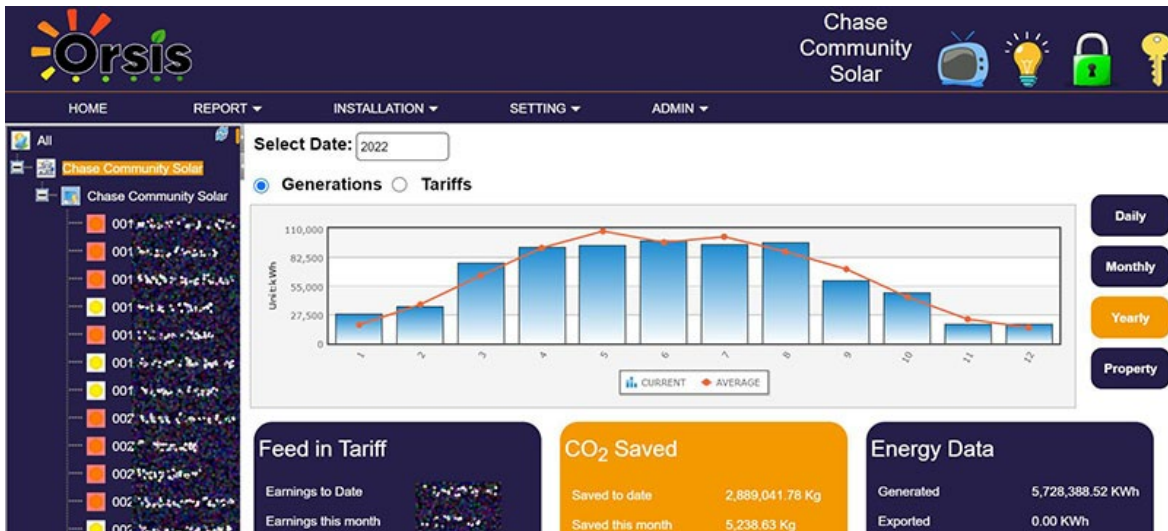 Orsis
Chase
Community
Solar
HOME REPORT INSTALLATION SETTING ADMIN
All
Chase Community Solar
Chase Community Solar
001
001
001
001
001
001
001
002
002
002
002
002
Select Date: 2022
Generations Tariffs
Unit:kWh
110,000
82,500
55,000
27,500
0
1 2 3 4 5 6 7 8 9 10 11 12
CURRENT AVERAGE
Daily
Monthly
Yearly
Property
Feed in Tariff
Earnings to Date
Earnings this month
CO₂ Saved
Saved to date 2,889,041.78 Kg
Saved this month 5,238.63 Kg
Energy Data
Generated 5,728,388.52 KWh
Exported 0.00 KWh